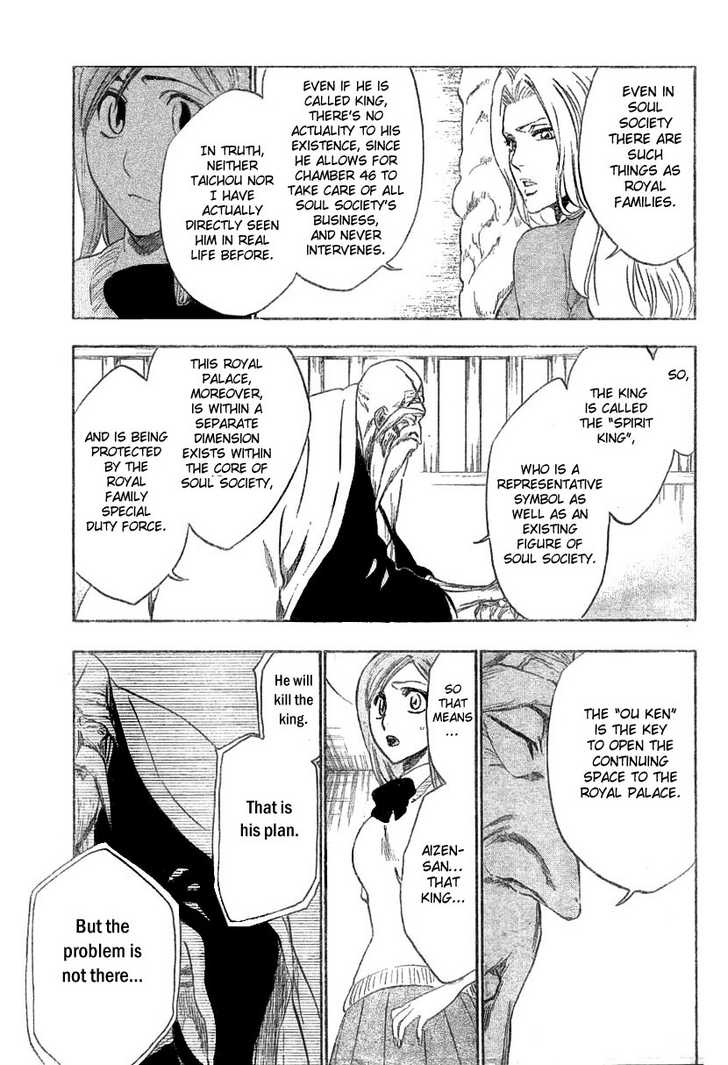 EVEN IN
SOUL
SOCIETY
THERE ARE
SUCH
THINGS AS
ROYAL
FAMILIES.
EVEN IF HE IS
CALLED KING,
THERE'S NO
ACTUALITY TO HIS
EXISTENCE, SINCE
HE ALLOWS FOR
CHAMBER 46 TO
TO TAKE CARE OF ALL
SOUL SOCIETY'S
BUSINESS,
AND NEVER
INTERVENES.
IN TRUTH,
NEITHER
TAICHOU NOR
I HAVE
ACTUALLY
DIRECTLY SEEN
HIM IN REAL
LIFE BEFORE.
SO,
THE KING
IS CALLED
THE "SPIRIT
KING",
WHO IS A
REPRESENTATIVE
SYMBOL AS
WELL AS AN
EXISTING
FIGURE OF
SOUL SOCIETY.
THIS ROYAL
PALACE,
MOREOVER,
IS WITHIN A
SEPARATE
DIMENSION
EXISTS WITHIN
THE CORE OF
SOUL SOCIETY,
AND IS BEING
PROTECTED
BY THE
ROYAL
FAMILY
SPECIAL
DUTY FORCE.
THE "OU KEN"
IS THE KEY
TO OPEN THE
CONTINUING
SPACE TO THE
ROYAL PALACE.
SO
THAT
MEANS
...
AIZEN-
SAN...
THAT
KING...
He will
kill the
king.
That is
his plan.
But the
problem is
not there...